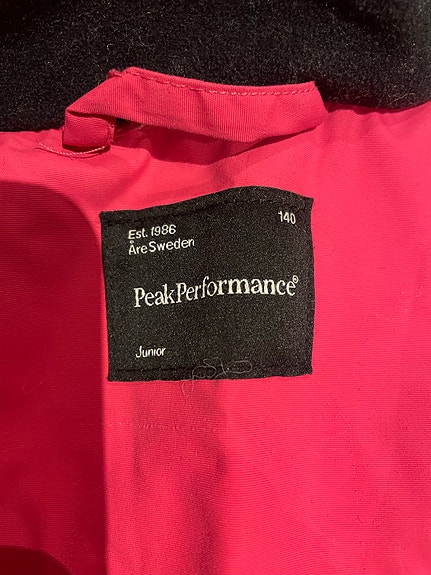 140
Est. 1986
Åre Sweden
PeakPerformance®
Junior